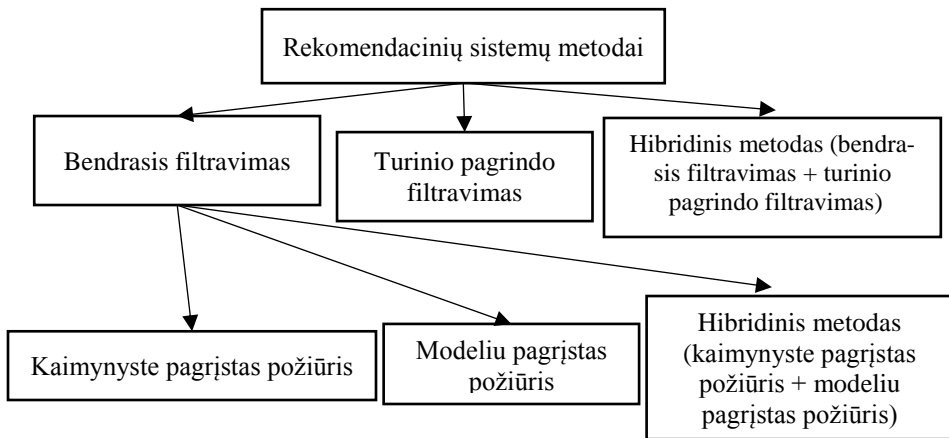 Rekomendacinių sistemų metodai
Bendrasis filtravimas
Turinio pagrindo
filtravimas
Hibridinis metodas (bendra-
sis filtravimas + turinio
pagrindo filtravimas)
Kaimynyste pagrįstas požiūris
Modeliu pagrįstas
požiūris
Hibridinis metodas
(kaimynyste pagrįstas
požiūris + modeliu
pagrįstas požiūris)